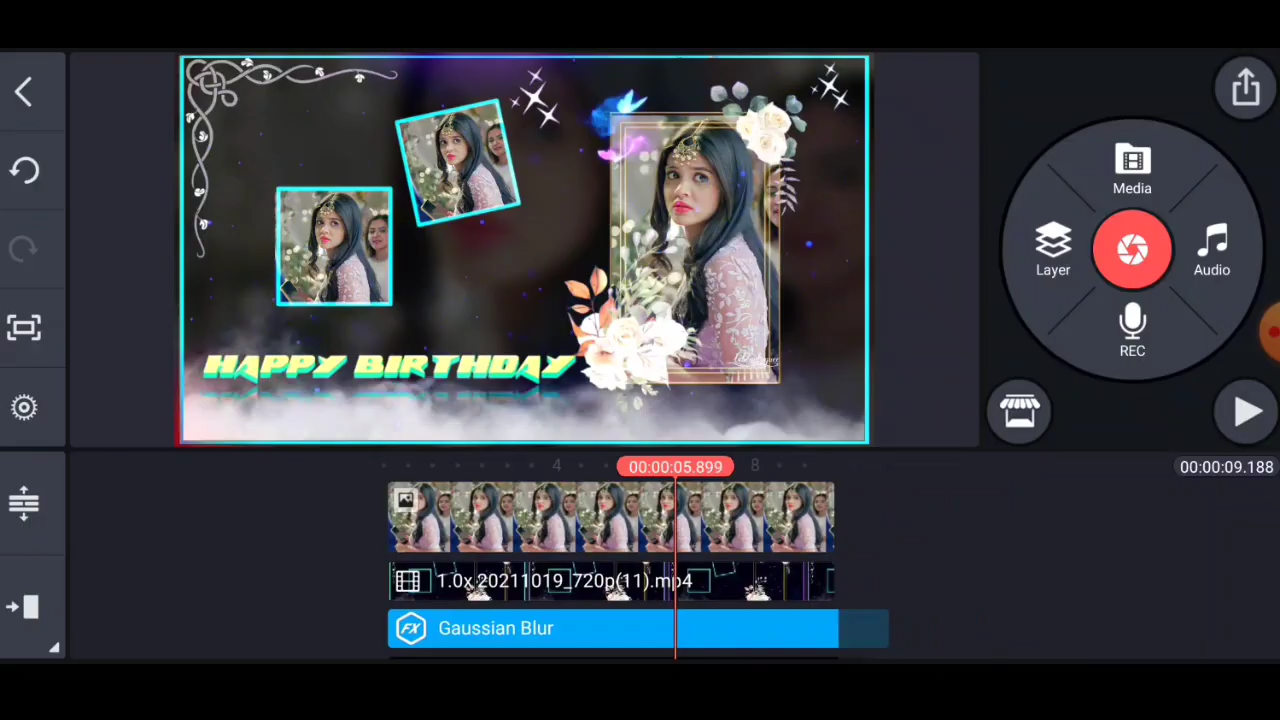 Media
Layer
Audio
REC
HAPPY BIRTHDAY
4
00:00:05.899
8
00:00:09.188
1.0x 20211019_720p(11).mp4
FX
Gaussian Blur